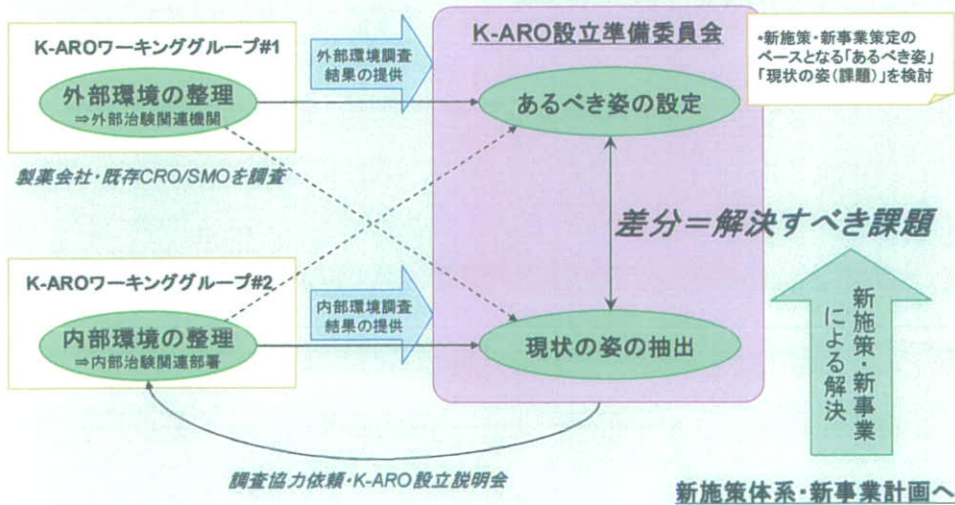 K-AROワーキンググループ#1
外部環境の整理
⇒外部治験関連機関
製薬会社・既存CRO/SMOを調査
外部環境調査
結果の提供
K-ARO設立準備委員会
あるべき姿の設定
•新施策・新事業策定の
ベースとなる「あるべき姿」
「現状の姿(課題)」を検討
差分=解決すべき課題
K-AROワーキンググループ#2
内部環境の整理
⇒内部治験関連部署
内部環境調査
結果の提供
現状の姿の抽出
新施策・新事業
による解決
調査協力依頼・K-ARO設立説明会
新施策体系・新事業計画へ